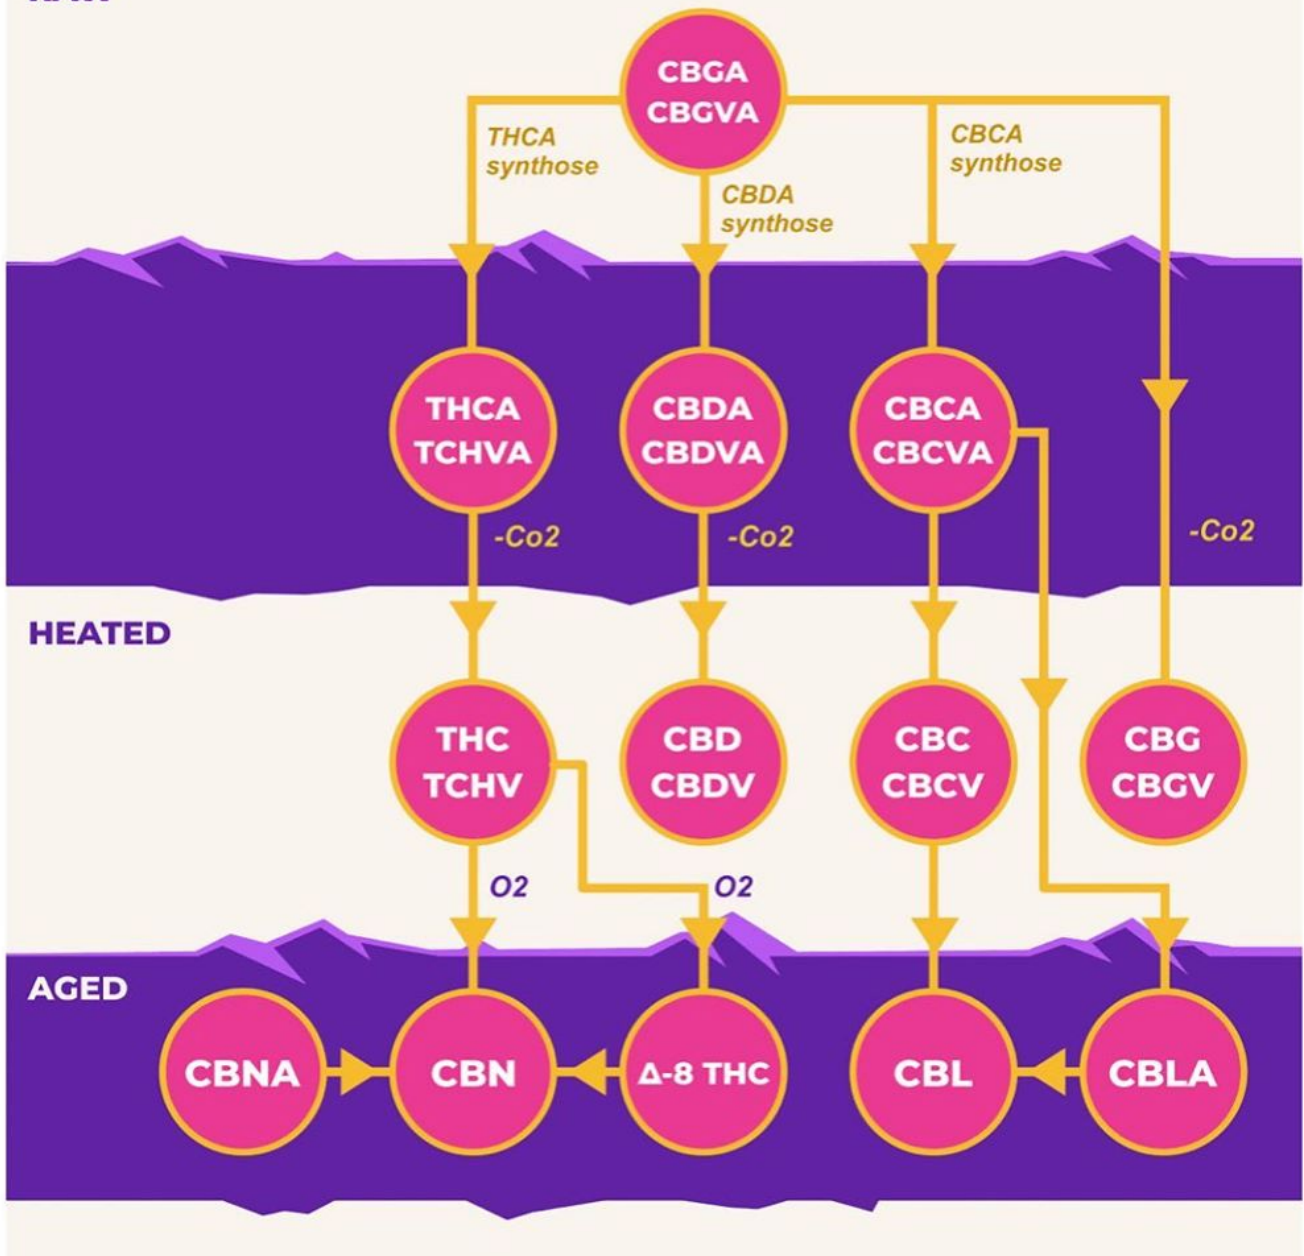 CBGA
CBGVA
THCA
synthose
CBDA
synthose
CBCA
synthose
THCA
TCHVA
CBDA
CBDVA
CBCA
CBCVA
-Co2
-Co2
-Co2
HEATED
THC
TCHV
CBD
CBDV
CBC
CBCV
CBG
CBGV
O2
O2
AGED
CBNA
CBN
Δ-8 THC
CBL
CBLA